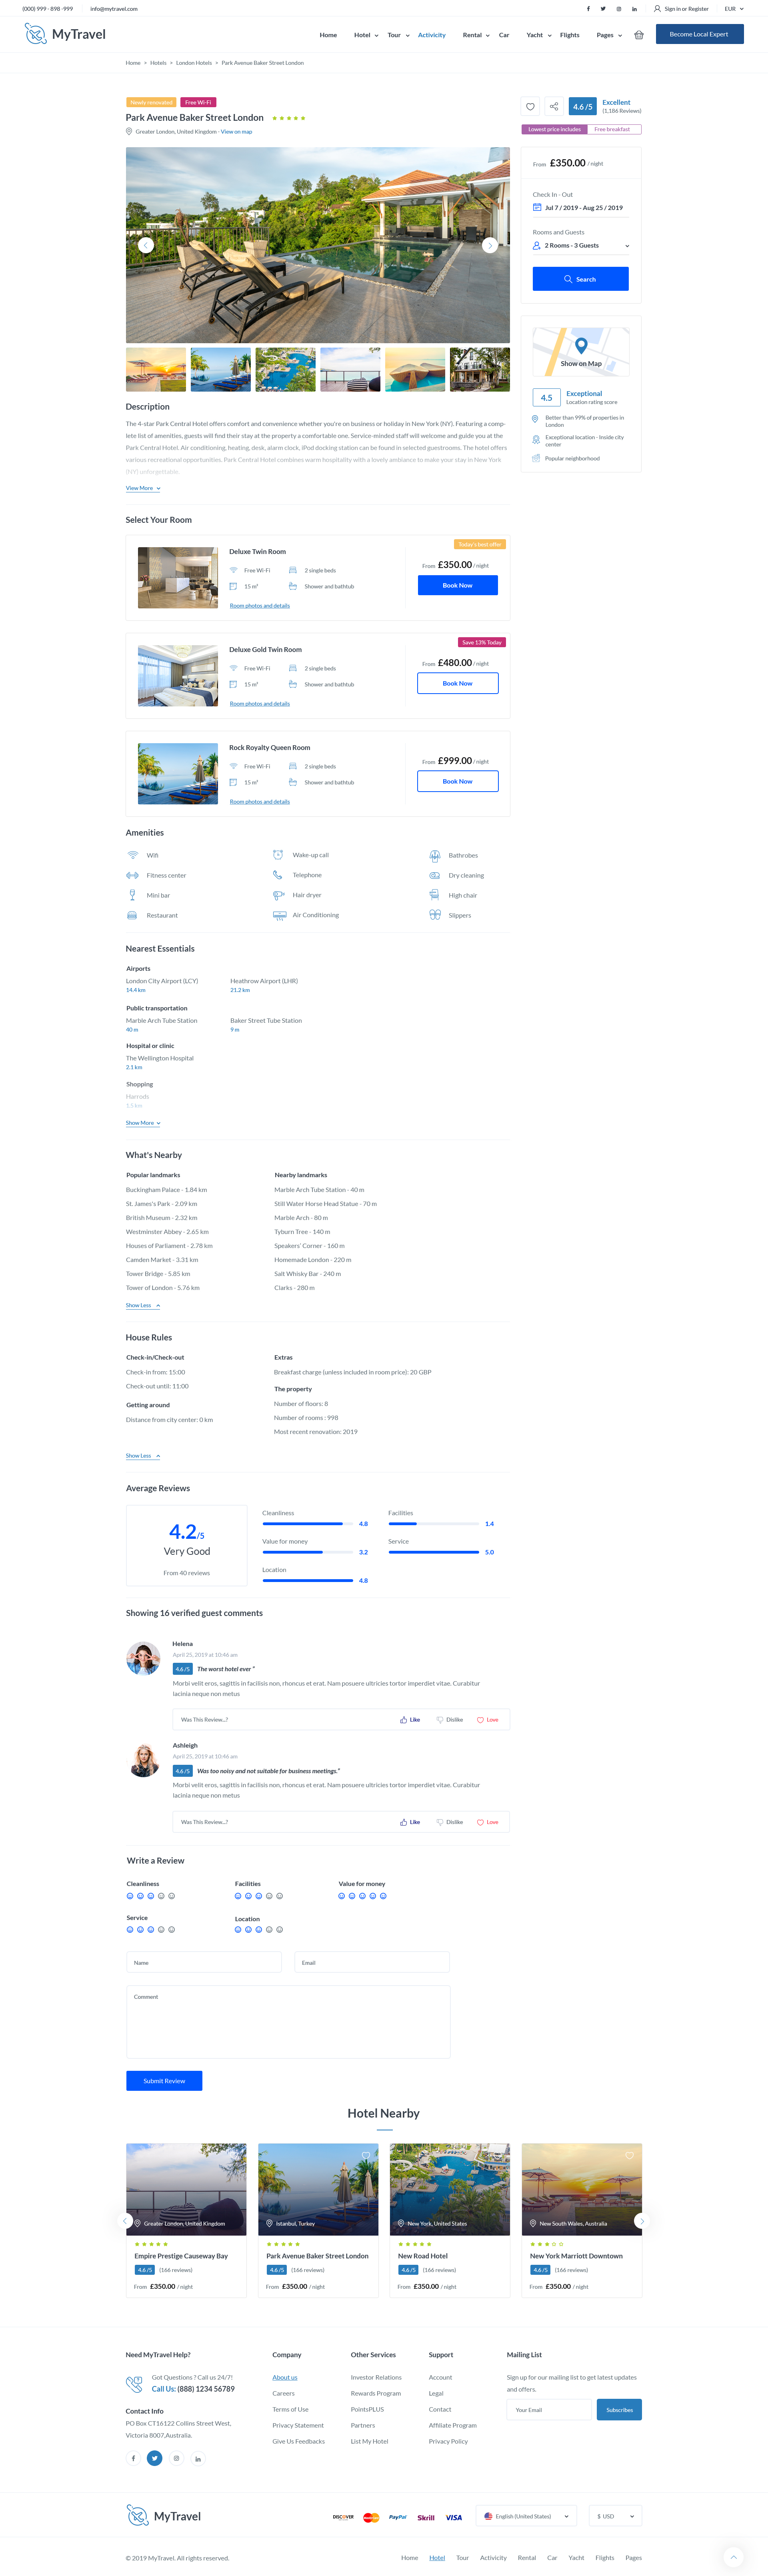 (000) 999 - 898 -999
info@mytravel.com
Sign in or Register
EUR
MyTravel
Home
Hotel
Tour
Activicity
Rental
Car
Yacht
Flights
Pages
Become Local Expert
Home > Hotels > London Hotels > Park Avenue Baker Street London
Newly renovated
Free Wi-Fi
Park Avenue Baker Street London
Greater London, United Kingdom - View on map
4.6 /5
Excellent
(1,186 Reviews)
Lowest price includes
Free breakfast
From £350.00 / night
Check In - Out
Jul 7 / 2019 - Aug 25 / 2019
Rooms and Guests
2 Rooms - 3 Guests
Search
Show on Map
4.5
Exceptional
Location rating score
Better than 99% of properties in
London
Exceptional location - Inside city
center
Popular neighborhood
Description
The 4-star Park Central Hotel offers comfort and convenience whether you're on business or holiday in New York (NY). Featuring a comp-
lete list of amenities, guests will find their stay at the property a comfortable one. Service-minded staff will welcome and guide you at the
Park Central Hotel. Air conditioning, heating, desk, alarm clock, iPod docking station can be found in selected guestrooms. The hotel offers
various recreational opportunities. Park Central Hotel combines warm hospitality with a lovely ambiance to make your stay in New York
(NY) unforgettable.
View More
Select Your Room
Deluxe Twin Room
Free Wi-Fi
2 single beds
15 m²
Shower and bathtub
Room photos and details
Today's best offer
From £350.00 / night
Book Now
Deluxe Gold Twin Room
Free Wi-Fi
2 single beds
15 m²
Shower and bathtub
Room photos and details
Save 13% Today
From £480.00 / night
Book Now
Rock Royalty Queen Room
Free Wi-Fi
2 single beds
15 m²
Shower and bathtub
Room photos and details
From £999.00 / night
Book Now
Amenities
Wifi
Wake-up call
Bathrobes
Fitness center
Telephone
Dry cleaning
Mini bar
Hair dryer
High chair
Restaurant
Air Conditioning
Slippers
Nearest Essentials
Airports
London City Airport (LCY)
14.4 km
Heathrow Airport (LHR)
21.2 km
Public transportation
Marble Arch Tube Station
40 m
Baker Street Tube Station
9 m
Hospital or clinic
The Wellington Hospital
2.1 km
Shopping
Harrods
1.5 km
Show More
What's Nearby
Popular landmarks
Buckingham Palace - 1.84 km
St. James's Park - 2.09 km
British Museum - 2.32 km
Westminster Abbey - 2.65 km
Houses of Parliament - 2.78 km
Camden Market - 3.31 km
Tower Bridge - 5.85 km
Tower of London - 5.76 km
Nearby landmarks
Marble Arch Tube Station - 40 m
Still Water Horse Head Statue - 70 m
Marble Arch - 80 m
Tyburn Tree - 140 m
Speakers' Corner - 160 m
Homemade London - 220 m
Salt Whisky Bar - 240 m
Clarks - 280 m
Show Less
House Rules
Check-in/Check-out
Check-in from: 15:00
Check-out until: 11:00
Getting around
Distance from city center: 0 km
Extras
Breakfast charge (unless included in room price): 20 GBP
The property
Number of floors: 8
Number of rooms : 998
Most recent renovation: 2019
Show Less
Average Reviews
4.2/5
Very Good
From 40 reviews
Cleanliness
4.8
Facilities
1.4
Value for money
3.2
Service
5.0
Location
4.8
Showing 16 verified guest comments
Helena
April 25, 2019 at 10:46 am
4.6 /5
The worst hotel ever "
Morbi velit eros, sagittis in facilisis non, rhoncus et erat. Nam posuere ultricies tortor imperdiet vitae. Curabitur
lacinia neque non metus
Was This Review...?
Like
Dislike
Love
Ashleigh
April 25, 2019 at 10:46 am
4.6 /5
Was too noisy and not suitable for business meetings."
Morbi velit eros, sagittis in facilisis non, rhoncus et erat. Nam posuere ultricies tortor imperdiet vitae. Curabitur
lacinia neque non metus
Was This Review...?
Like
Dislike
Love
Write a Review
Cleanliness
Facilities
Value for money
Service
Location
Name
Email
Comment
Submit Review
Hotel Nearby
Greater London, United Kingdom
Empire Prestige Causeway Bay
4.6 /5
(166 reviews)
From £350.00 / night
Istanbul, Turkey
Park Avenue Baker Street London
4.6 /5
(166 reviews)
From £350.00 / night
New York, United States
New Road Hotel
4.6 /5
(166 reviews)
From £350.00 / night
New South Wales, Australia
New York Marriott Downtown
4.6 /5
(166 reviews)
From £350.00 / night
Need MyTravel Help?
Got Questions ? Call us 24/7!
Call Us: (888) 1234 56789
Contact Info
PO Box CT16122 Collins Street West,
Victoria 8007,Australia.
Company
About us
Careers
Terms of Use
Privacy Statement
Give Us Feedbacks
Other Services
Investor Relations
Rewards Program
PointsPLUS
Partners
List My Hotel
Support
Account
Legal
Contact
Affiliate Program
Privacy Policy
Mailing List
Sign up for our mailing list to get latest updates
and offers.
Your Email
Subscribes
MyTravel
DISCOVER
MasterCard
PayPal
Skrill
VISA
English (United States)
$ USD
© 2019 MyTravel. All rights reserved.
Home
Hotel
Tour
Activicity
Rental
Car
Yacht
Flights
Pages